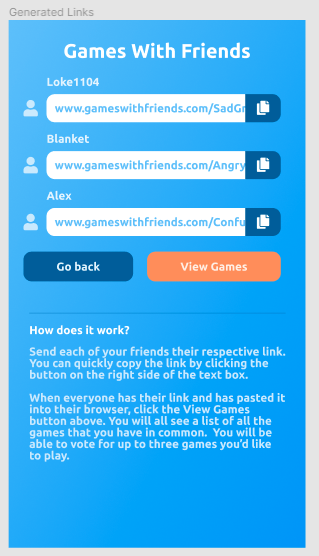 Generated Links
Games With Friends
Loke1104
www.gameswithfriends.com/SadGr
Blanket
www.gameswithfriends.com/Angry
Alex
www.gameswithfriends.com/Confu
Go back
View Games
How does it work?
Send each of your friends their respective link.
You can quickly copy the link by clicking the
button on the right side of the text box.
When everyone has their link and has pasted it
into their browser, click the View Games
button above. You will all see a list of all the
games that you have in common. You will be
able to vote for up to three games you'd like
to play.